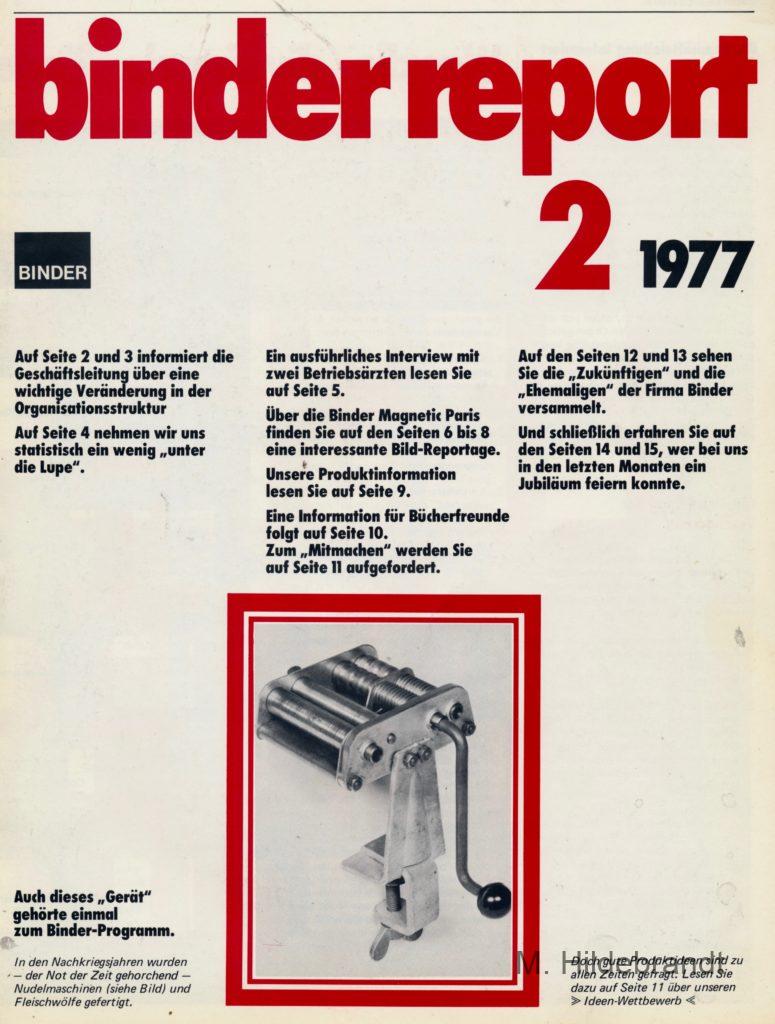 binder report
2 1977
BINDER
Auf Seite 2 und 3 informiert die
Geschäftsleitung über eine
wichtige Veränderung in der
Organisationsstruktur
Auf Seite 4 nehmen wir uns
statistisch ein wenig „unter
die Lupe“.
Ein ausführliches Interview mit
zwei Betriebsärzten lesen Sie
auf Seite 5.
Über die Binder Magnetic Paris
finden Sie auf den Seiten 6 bis 8
eine interessante Bild-Reportage.
Unsere Produktinformation
lesen Sie auf Seite 9.
Eine Information für Bücherfreunde
folgt auf Seite 10.
Zum „Mitmachen“ werden Sie
auf Seite 11 aufgefordert.
Auf den Seiten 12 und 13 sehen
Sie die „Zukünftigen“ und die
„Ehemaligen“ der Firma Binder
versammelt.
Und schließlich erfahren Sie auf
den Seiten 14 und 15, wer bei uns
in den letzten Monaten ein
Jubiläum feiern konnte.
Auch dieses „Gerät“
gehörte einmal
zum Binder-Programm.
In den Nachkriegsjahren wurden
– der Not der Zeit gehorchend –
Nudelmaschinen (siehe Bild) und
Fleischwölfe gefertigt.
Doch gute Produktideen sind zu
allen Zeiten gefragt. Lesen Sie
dazu auf Seite 11 über unseren
⋟ Ideen-Wettbewerb ⋞
M. Hildebrandt